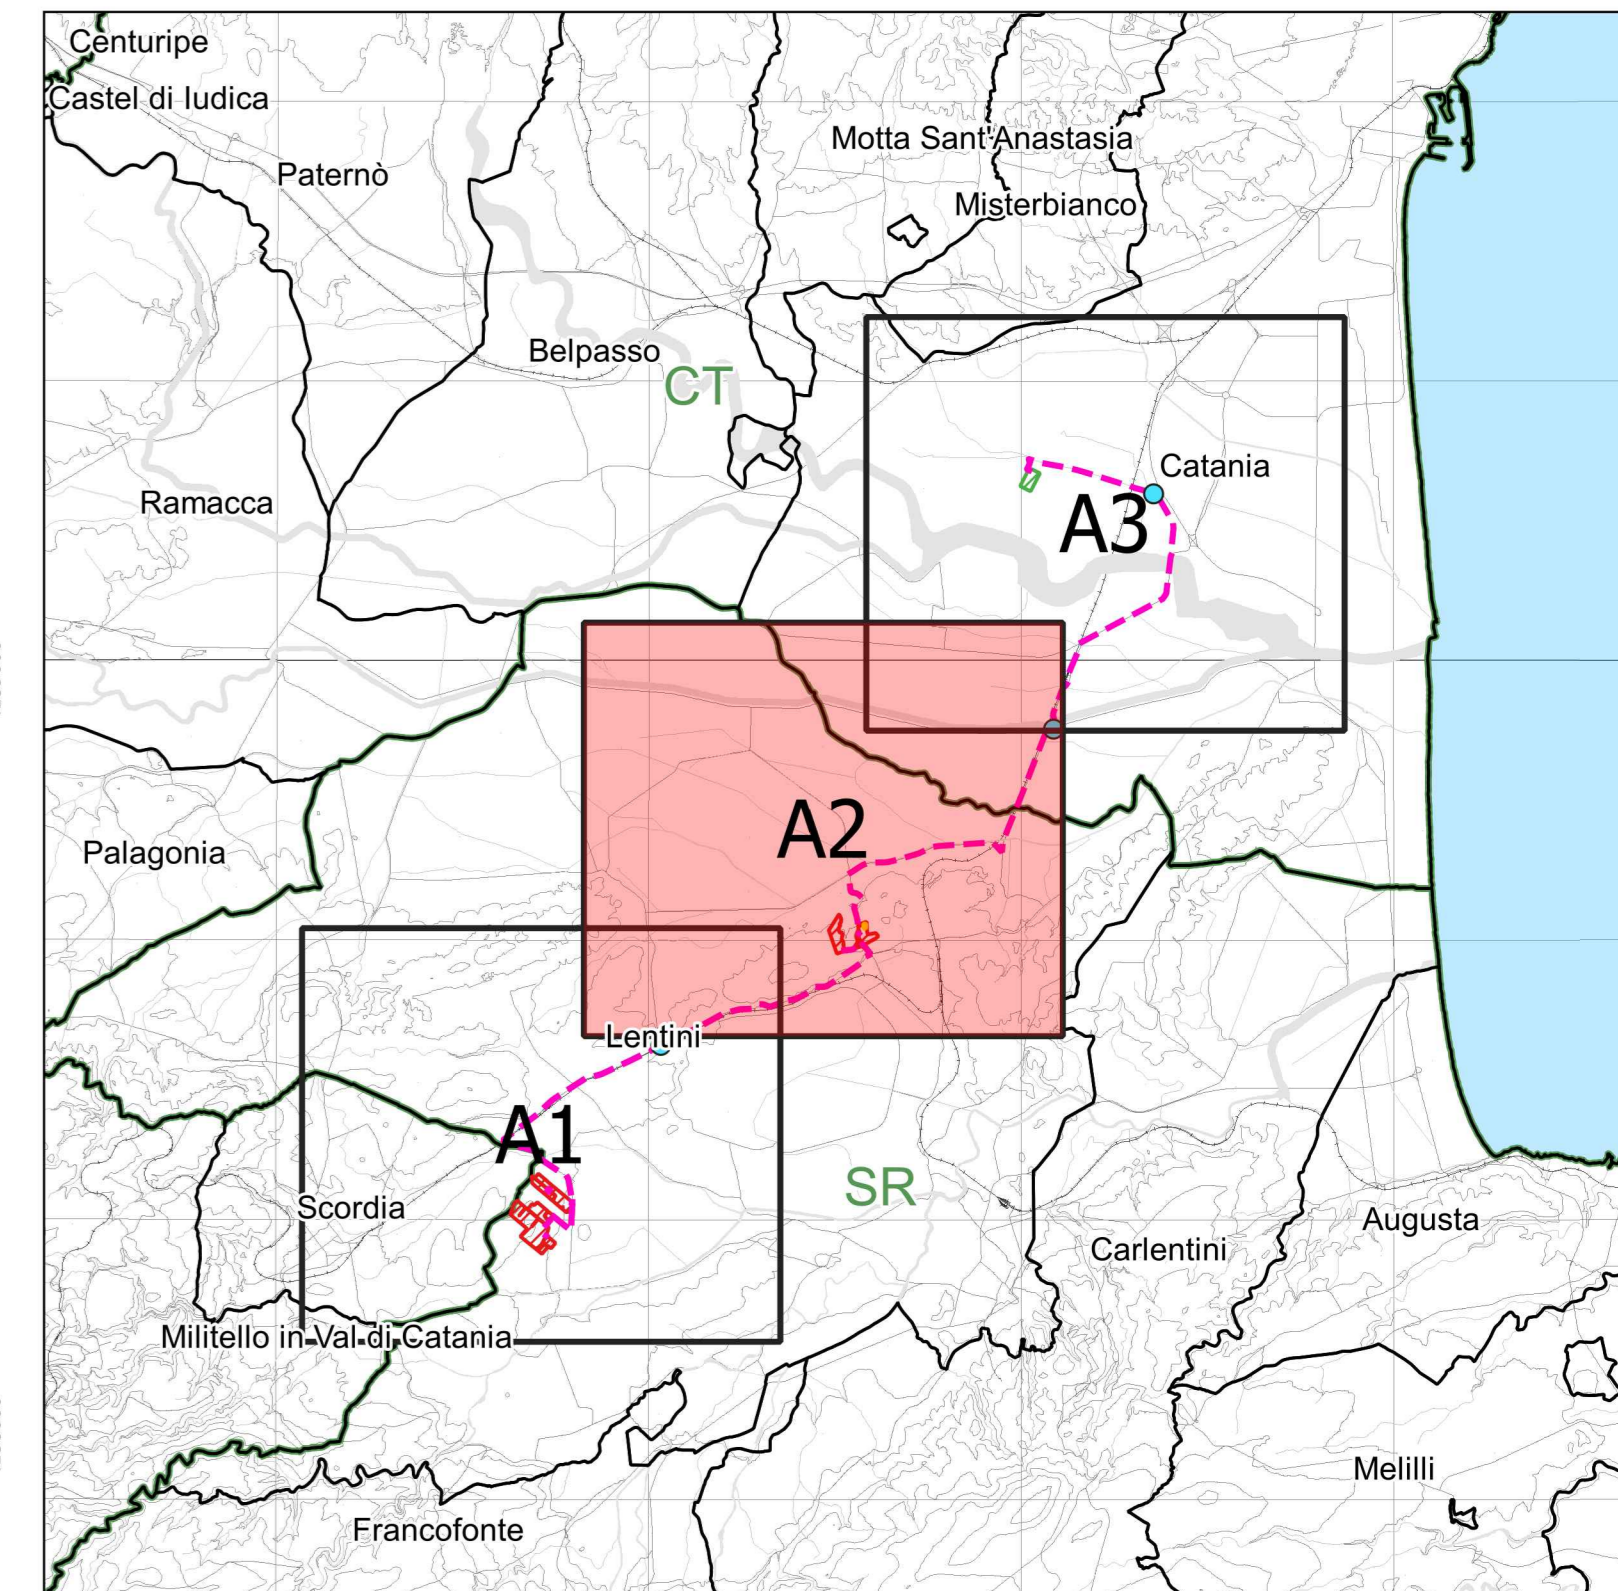 Centuripe
Castel di Iudica
Motta Sant'Anastasia
Paternò
Misterbianco
Belpasso
CT
Catania
Ramacca
A3
A2
Palagonia
Lentini
A1
SR
Scordia
Augusta
Carlentini
Militello in Val di Catania
Melilli
Francofonte